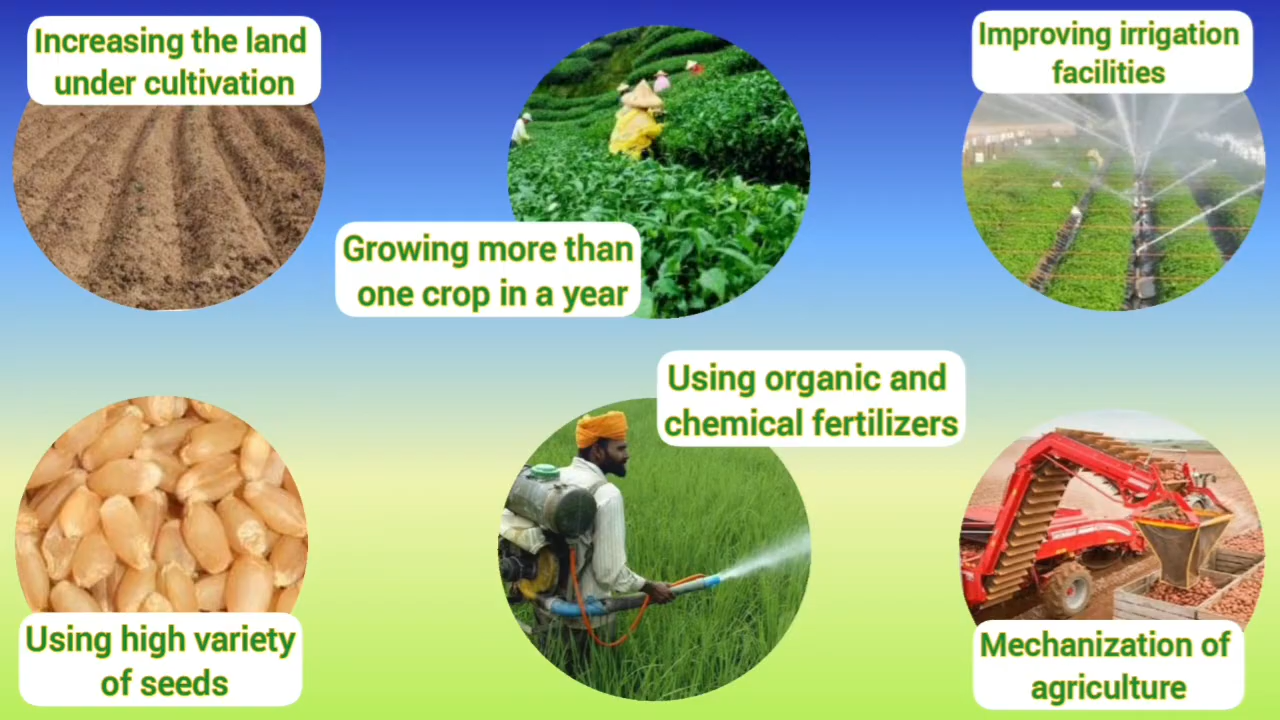 Increasing the land
under cultivation
Growing more than
one crop in a year
Improving irrigation
facilities
Using high variety
of seeds
Using organic and
chemical fertilizers
Mechanization of
agriculture